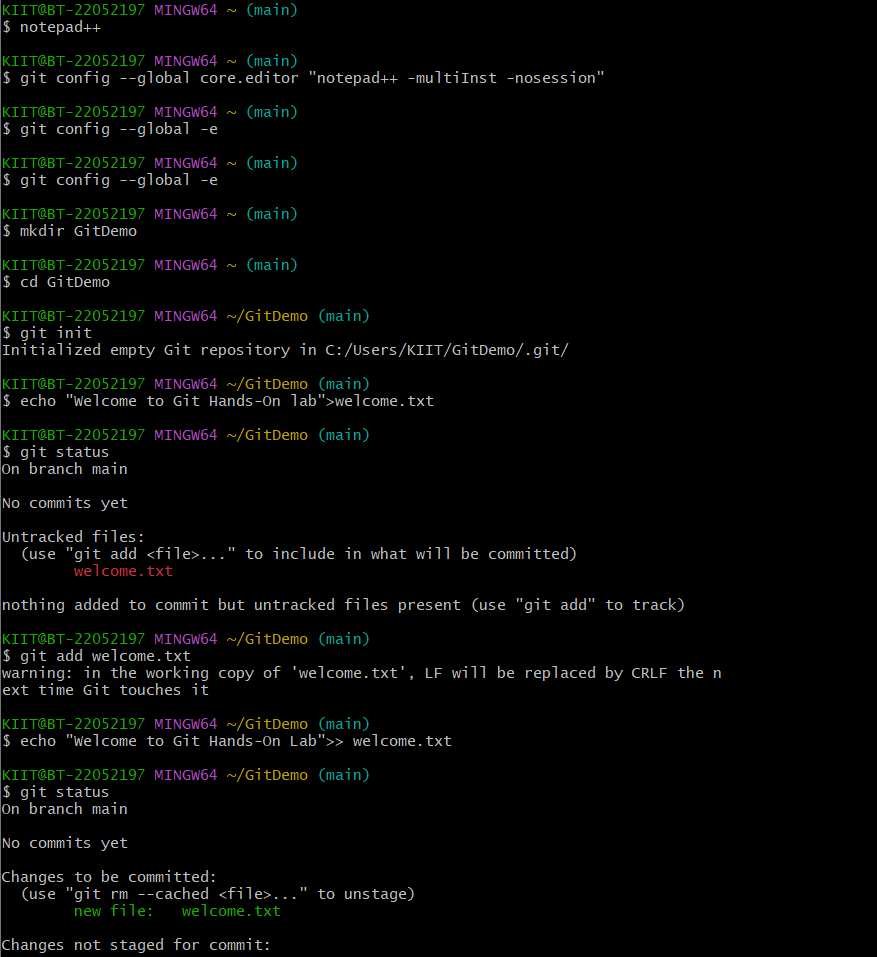 KIIT@BT-22052197 MINGW64 ~ (main)
$ notepad++

KIIT@BT-22052197 MINGW64 ~ (main)
$ git config --global core.editor "notepad++ -multiInst -nosession"

KIIT@BT-22052197 MINGW64 ~ (main)
$ git config --global -e

KIIT@BT-22052197 MINGW64 ~ (main)
$ git config --global -e

KIIT@BT-22052197 MINGW64 ~ (main)
$ mkdir GitDemo

KIIT@BT-22052197 MINGW64 ~ (main)
$ cd GitDemo

KIIT@BT-22052197 MINGW64 ~/GitDemo (main)
$ git init
Initialized empty Git repository in C:/Users/KIIT/GitDemo/.git/

KIIT@BT-22052197 MINGW64 ~/GitDemo (main)
$ echo "Welcome to Git Hands-On lab">welcome.txt

KIIT@BT-22052197 MINGW64 ~/GitDemo (main)
$ git status
On branch main

No commits yet

Untracked files:
  (use "git add <file>..." to include in what will be committed)
        welcome.txt

nothing added to commit but untracked files present (use "git add" to track)

KIIT@BT-22052197 MINGW64 ~/GitDemo (main)
$ git add welcome.txt
warning: in the working copy of 'welcome.txt', LF will be replaced by CRLF the n
ext time Git touches it

KIIT@BT-22052197 MINGW64 ~/GitDemo (main)
$ echo "Welcome to Git Hands-On Lab">> welcome.txt

KIIT@BT-22052197 MINGW64 ~/GitDemo (main)
$ git status
On branch main

No commits yet

Changes to be committed:
  (use "git rm --cached <file>..." to unstage)
        new file:   welcome.txt

Changes not staged for commit: